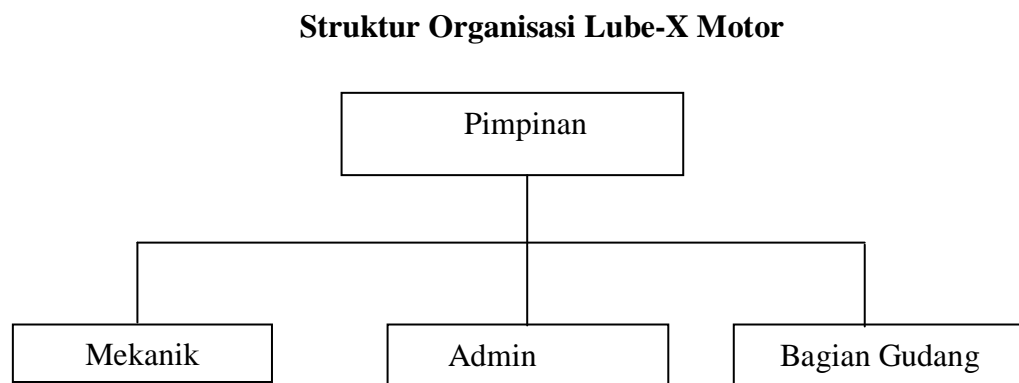 Struktur Organisasi Lube-X Motor
Pimpinan
Mekanik
Admin
Bagian Gudang